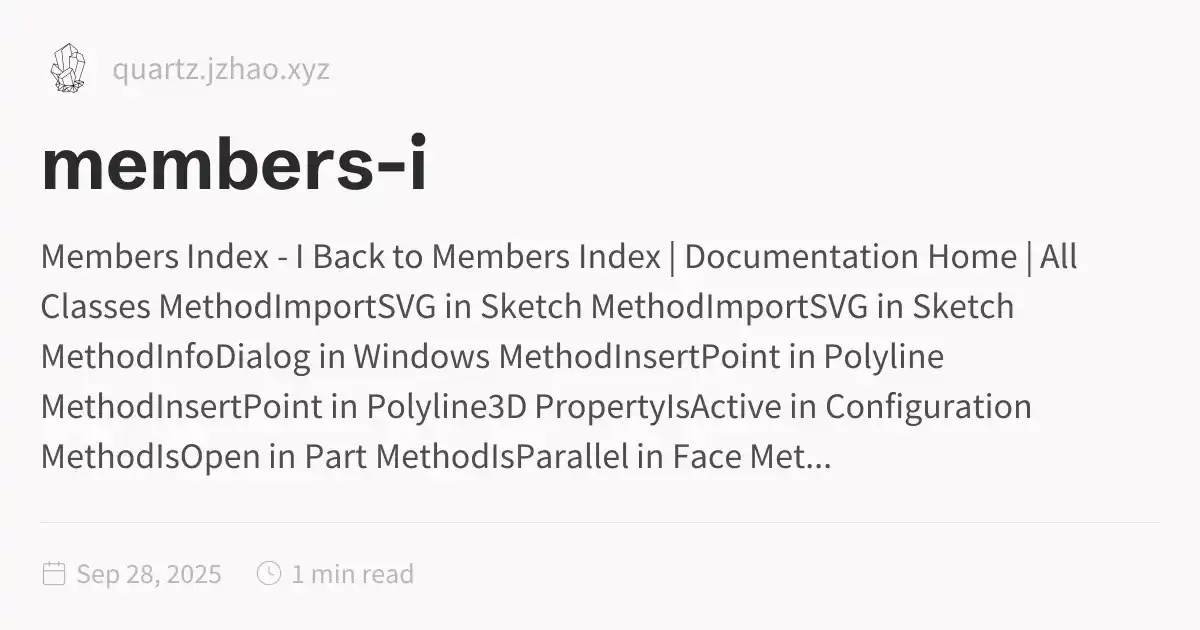 quartz.jzhao.xyz
members-i
Members Index - I Back to Members Index | Documentation Home | All
Classes MethodImportSVG in Sketch MethodImportSVG in Sketch
MethodInfoDialog in Windows MethodInsertPoint in Polyline
MethodInsertPoint in Polyline3D PropertyIsActive in Configuration
MethodIsOpen in Part MethodIsParallel in Face Met...
Sep 28, 2025 1 min read